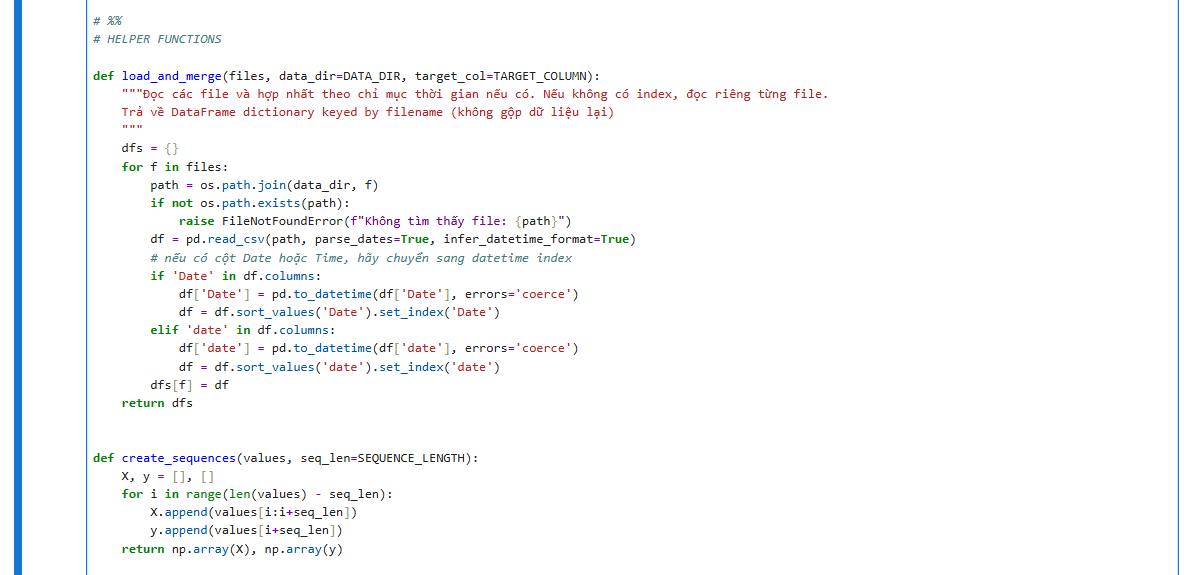 # %%
# HELPER FUNCTIONS
def load_and_merge(files, data_dir=DATA_DIR, target_col=TARGET_COLUMN):
    """Đọc các file và hợp nhất theo chỉ mục thời gian nếu có. Nếu không có index, đọc riêng từng file.
    Trả về DataFrame dictionary keyed by filename (không gộp dữ liệu lại)
    """
    dfs = {}
    for f in files:
        path = os.path.join(data_dir, f)
        if not os.path.exists(path):
            raise FileNotFoundError(f"Không tìm thấy file: {path}")
        df = pd.read_csv(path, parse_dates=True, infer_datetime_format=True)
        # nếu có cột Date hoặc Time, hãy chuyển sang datetime index
        if 'Date' in df.columns:
            df['Date'] = pd.to_datetime(df['Date'], errors='coerce')
            df = df.sort_values('Date').set_index('Date')
        elif 'date' in df.columns:
            df['date'] = pd.to_datetime(df['date'], errors='coerce')
            df = df.sort_values('date').set_index('date')
        dfs[f] = df
    return dfs
def create_sequences(values, seq_len=SEQUENCE_LENGTH):
    X, y = [], []
    for i in range(len(values) - seq_len):
        X.append(values[i:i+seq_len])
        y.append(values[i+seq_len])
    return np.array(X), np.array(y)